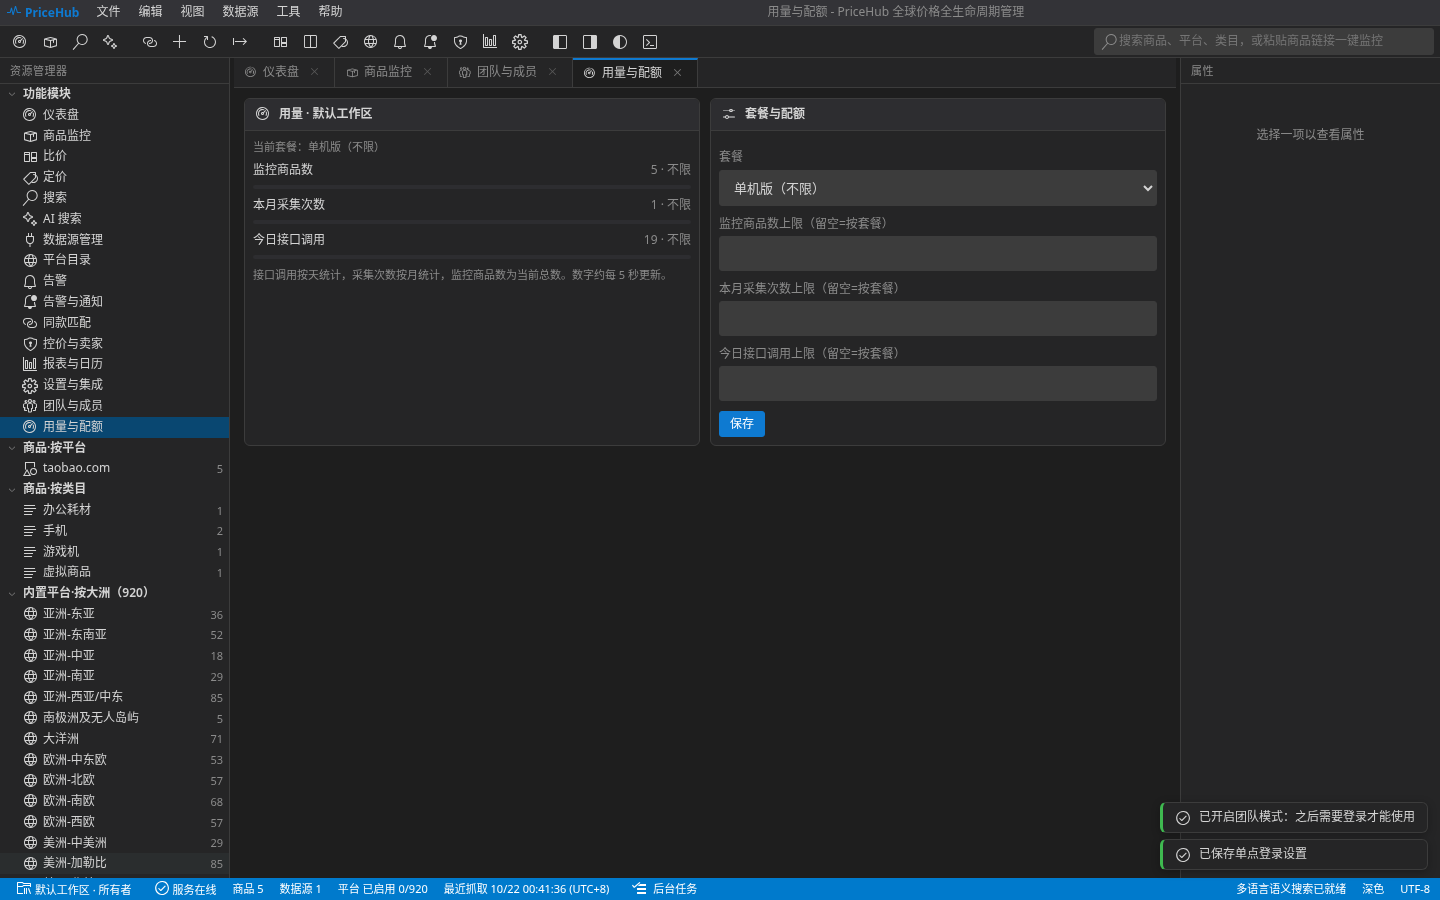 PriceHub 文件 编辑 视图 数据源 工具 帮助 用量与配额 - PriceHub 全球价格全生命周期管理
搜索商品、平台、类目，或粘贴商品链接一键监控
资源管理器
功能模块
仪表盘
商品监控
比价
定价
搜索
AI 搜索
数据源管理
平台目录
告警
告警与通知
同款匹配
控价与卖家
报表与日历
设置与集成
团队与成员
用量与配额
商品·按平台
taobao.com 5
商品·按类目
办公耗材 1
手机 2
游戏机 1
虚拟商品 1
内置平台·按大洲（920）
亚洲-东亚 36
亚洲-东南亚 52
亚洲-中亚 18
亚洲-南亚 29
亚洲-西亚/中东 85
南极洲及无人岛屿 5
大洋洲 71
欧洲-中东欧 53
欧洲-北欧 57
欧洲-南欧 68
欧洲-西欧 57
美洲-中美洲 29
美洲-加勒比 85
仪表盘 商品监控 团队与成员 用量与配额
用量 · 默认工作区
当前套餐：单机版（不限）
监控商品数 5 · 不限
本月采集次数 1 · 不限
今日接口调用 19 · 不限
接口调用按天统计，采集次数按月统计，监控商品数为当前总数。数字约每 5 秒更新。
套餐与配额
套餐
单机版（不限）
监控商品数上限（留空=按套餐）
本月采集次数上限（留空=按套餐）
今日接口调用上限（留空=按套餐）
保存
属性
选择一项以查看属性
已开启团队模式：之后需要登录才能使用
已保存单点登录设置
默认工作区 · 所有者 服务在线 商品 5 数据源 1 平台 已启用 0/920 最近抓取 10/22 00:41:36 (UTC+8) 后台任务 多语言语义搜索已就绪 深色 UTF-8